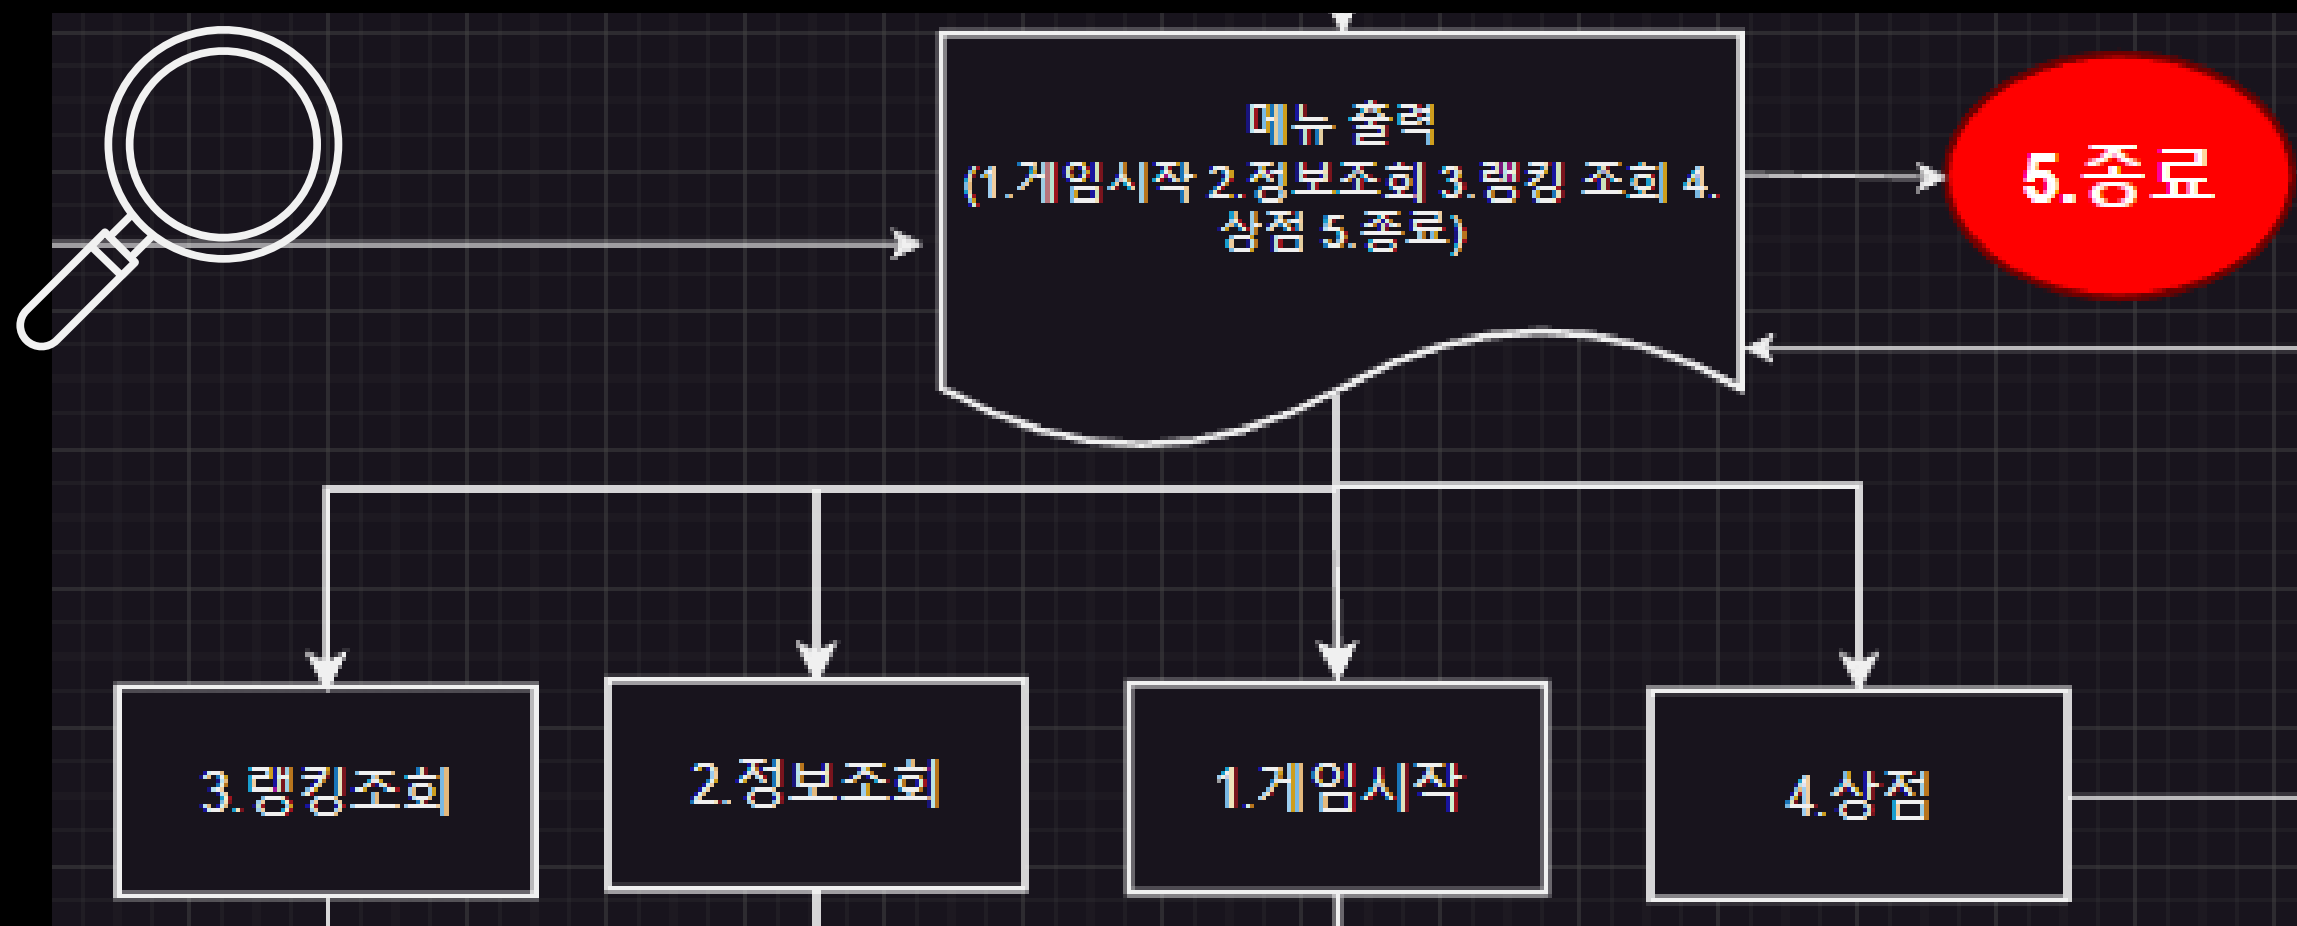 메뉴 출력
(1.게임시작 2.정보조회 3.랭킹 조회 4.
상점 5.종료)
5.종료
3.랭킹조회
2.정보조회
1.게임시작
4.상점